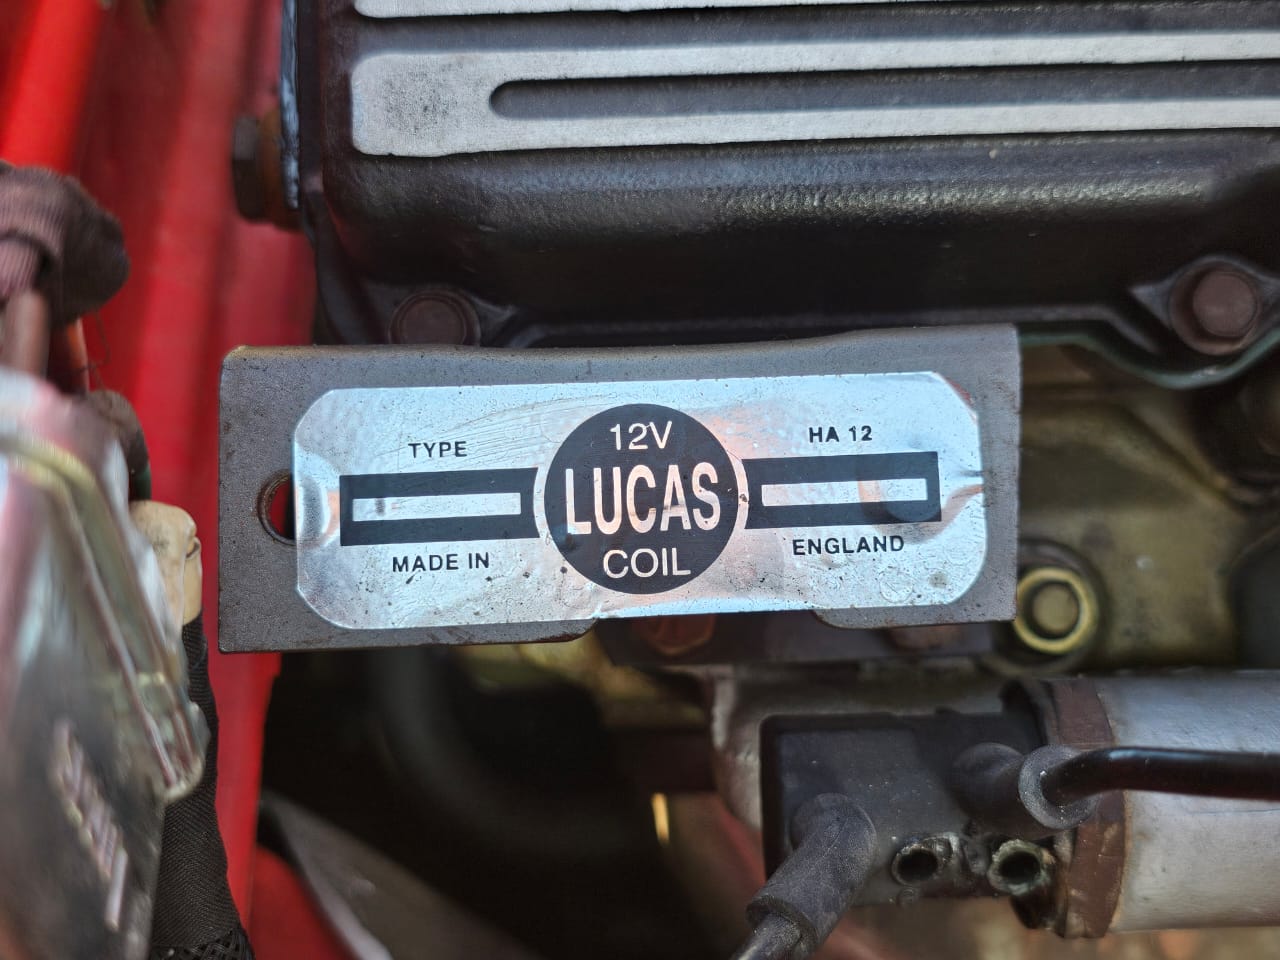 TYPE 12V HA 12
LUCAS
MADE IN COIL ENGLAND